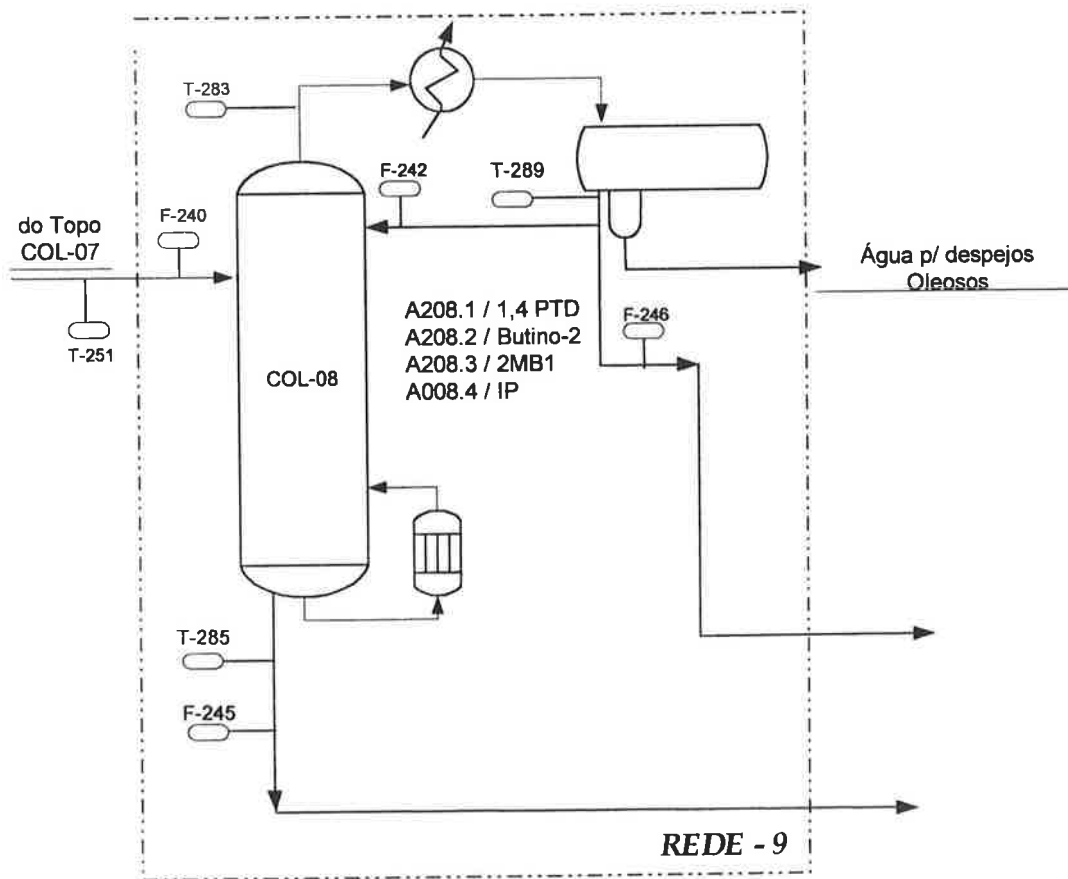 T-283
F-242
T-289
F-240
do Topo
COL-07
Água p/ despejos
Oleosos
T-251
A208.1 / 1,4 PTD
A208.2 / Butino-2
A208.3 / 2MB1
A008.4 / IP
F-246
COL-08
T-285
F-245
REDE - 9